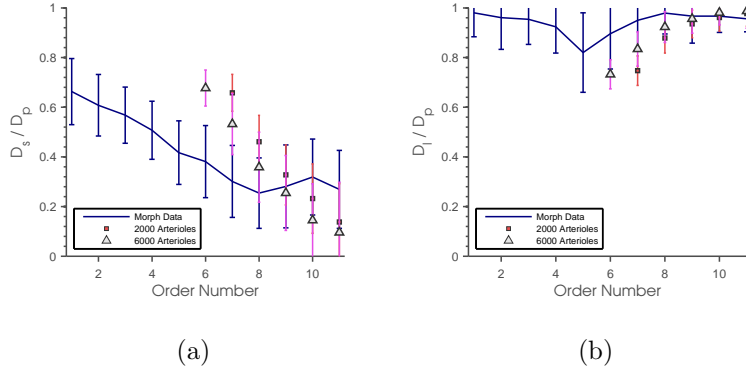 1
0.8
0.6
0.4
0.2
0
D_s / D_p
2 4 6 8 10
Order Number
Morph Data
2000 Arterioles
6000 Arterioles
(a)
1
0.8
0.6
0.4
0.2
0
D_l / D_p
2 4 6 8 10
Order Number
Morph Data
2000 Arterioles
6000 Arterioles
(b)